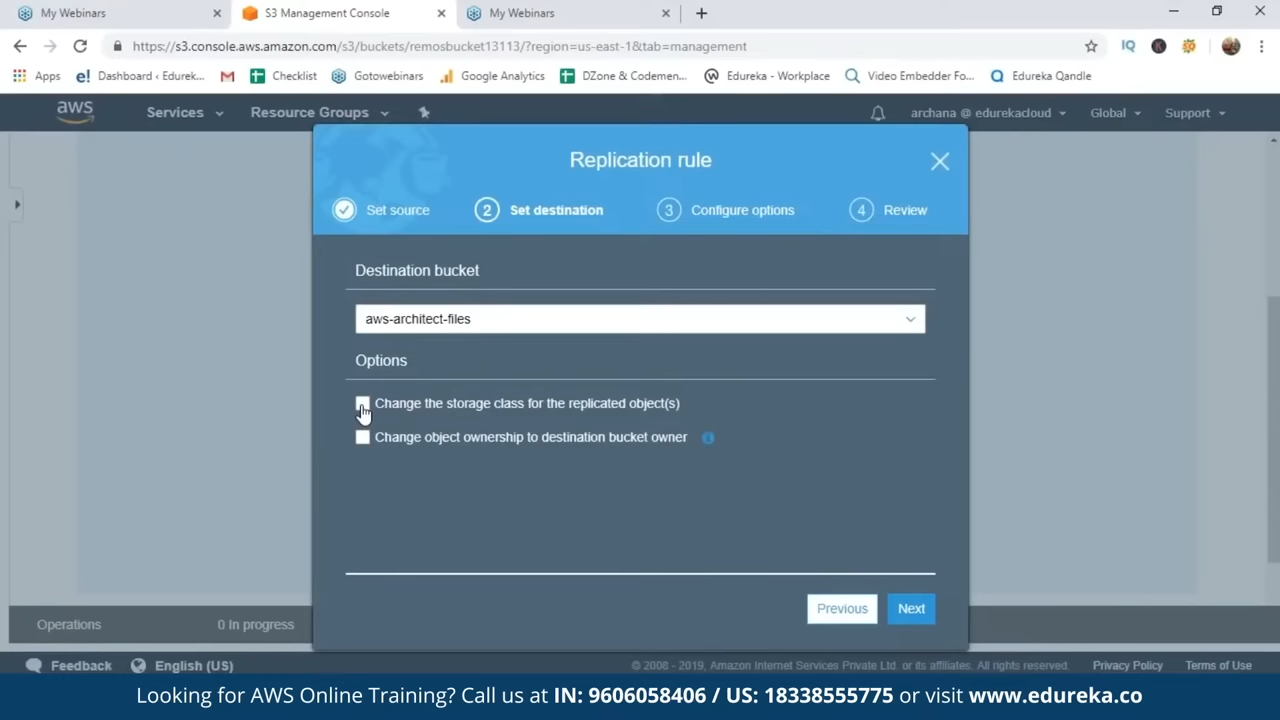 My Webinars
S3 Management Console
My Webinars
https://s3.console.aws.amazon.com/s3/buckets/remosbucket13113/?region=us-east-1&tab=management
IQ
K
Apps
e! Dashboard ‹ Edurek...
Checklist
Gotowebinars
Google Analytics
DZone & Codemen...
Edureka - Workplace
Video Embedder Fo...
Edureka Qandle
aws
Services
Resource Groups
archana @ edurekacloud
Global
Support
Replication rule
Set source
2 Set destination
3 Configure options
4 Review
Destination bucket
aws-architect-files
Options
Change the storage class for the replicated object(s)
Change object ownership to destination bucket owner
Previous
Next
Operations
0 In progress
Feedback
English (US)
© 2008 - 2019, Amazon Internet Services Private Ltd. or its affiliates. All rights reserved.
Privacy Policy
Terms of Use
Looking for AWS Online Training? Call us at IN: 9606058406 / US: 18338555775 or visit www.edureka.co